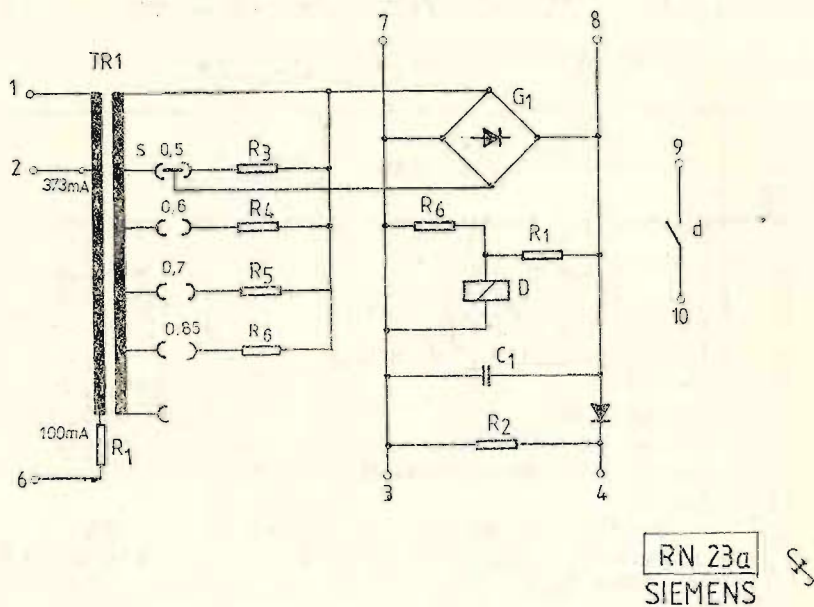 7
8
TR1
1
G1
S 0,5
R3
9
2
373mA
0,6
R4
R6
R1
d
0,7
R5
D
10
0,85
R6
C1
100mA
R1
R2
6
3
4
RN 23a
SIEMENS